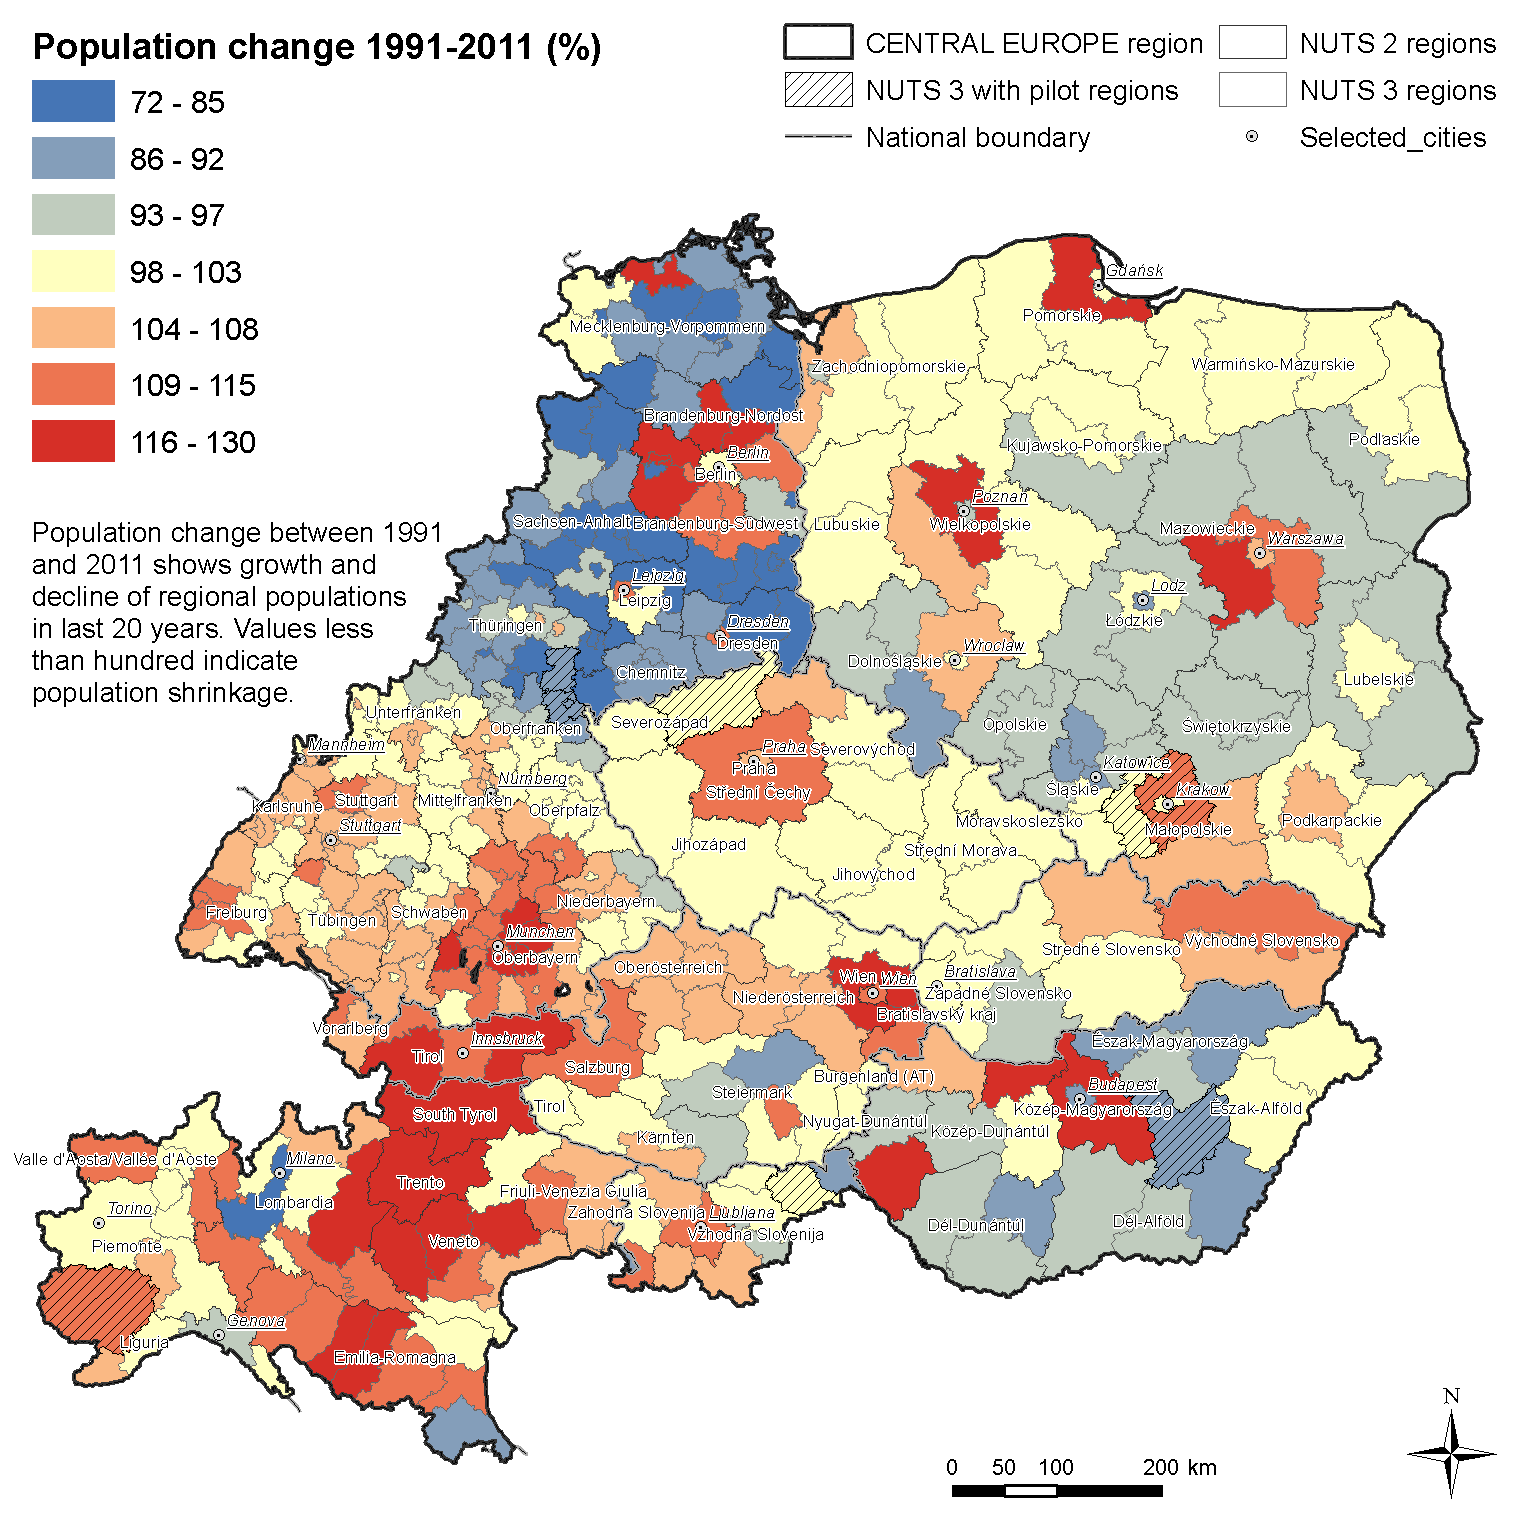 Population change 1991-2011 (%)
72 - 85
86 - 92
93 - 97
98 - 103
104 - 108
109 - 115
116 - 130
CENTRAL EUROPE region
NUTS 3 with pilot regions
National boundary
NUTS 2 regions
NUTS 3 regions
Selected_cities
Population change between 1991
and 2011 shows growth and
decline of regional populations
in last 20 years. Values less
than hundred indicate
population shrinkage.
Gdańsk
Pomorskie
Mecklenburg-Vorpommern
Zachodniopomorskie
Warmińsko-Mazurskie
Brandenburg-Nordost
Kujawsko-Pomorskie
Podlaskie
Berlin
Berlin
Poznań
Wielkopolskie
Lubuskie
Sachsen-Anhalt
Brandenburg-Südwest
Mazowieckie
Warszawa
Leipzig
Leipzig
Lodz
Łódzkie
Thüringen
Dresden
Dresden
Wroclaw
Dolnośląskie
Chemnitz
Lubelskie
Unterfranken
Oberfranken
Severozápad
Opolskie
Świętokrzyskie
Mannheim
Praha
Praha
Severovýchod
Katowice
Nürnberg
Střední Čechy
Śląskie
Krakow
Karlsruhe
Stuttgart
Mittelfranken
Oberpfalz
Stuttgart
Moravskoslezsko
Małopolskie
Podkarpackie
Jihozápad
Střední Morava
Jihovýchod
Freiburg
Tübingen
Schwaben
Niederbayern
Munchen
Oberbayern
Stredné Slovensko
Východné Slovensko
Oberösterreich
Wien
Wien
Bratislava
Západné Slovensko
Niederösterreich
Bratislavský kraj
Vorarlberg
Innsbruck
Tirol
Salzburg
Észak-Magyarország
Burgenland (AT)
Steiermark
Budapest
Közép-Magyarország
Észak-Alföld
South Tyrol
Tirol
Nyugat-Dunántúl
Közép-Dunántúl
Kärnten
Valle d'Aosta/Vallée d'Aoste
Milano
Lombardia
Trento
Friuli-Venezia Giulia
Zahodna Slovenija
Ljubljana
Vzhodna Slovenija
Torino
Piemonte
Veneto
Dél-Dunántúl
Dél-Alföld
Genova
Liguria
Emilia-Romagna
N
0 50 100 200 km